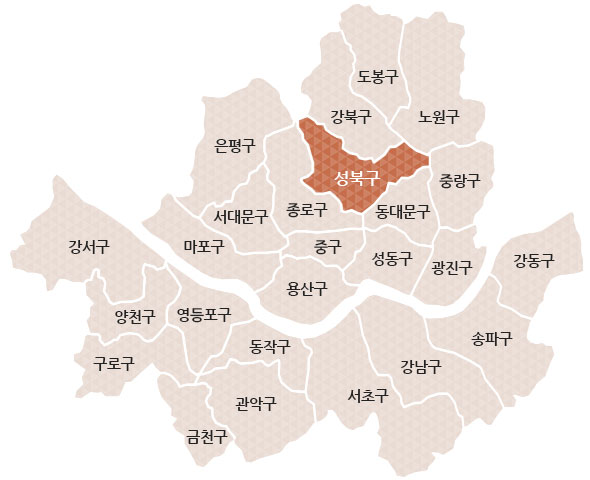 도봉구
강북구
노원구
은평구
성북구
중랑구
서대문구
종로구
동대문구
강서구
마포구
중구
성동구
광진구
강동구
용산구
양천구
영등포구
송파구
동작구
구로구
강남구
서초구
관악구
금천구